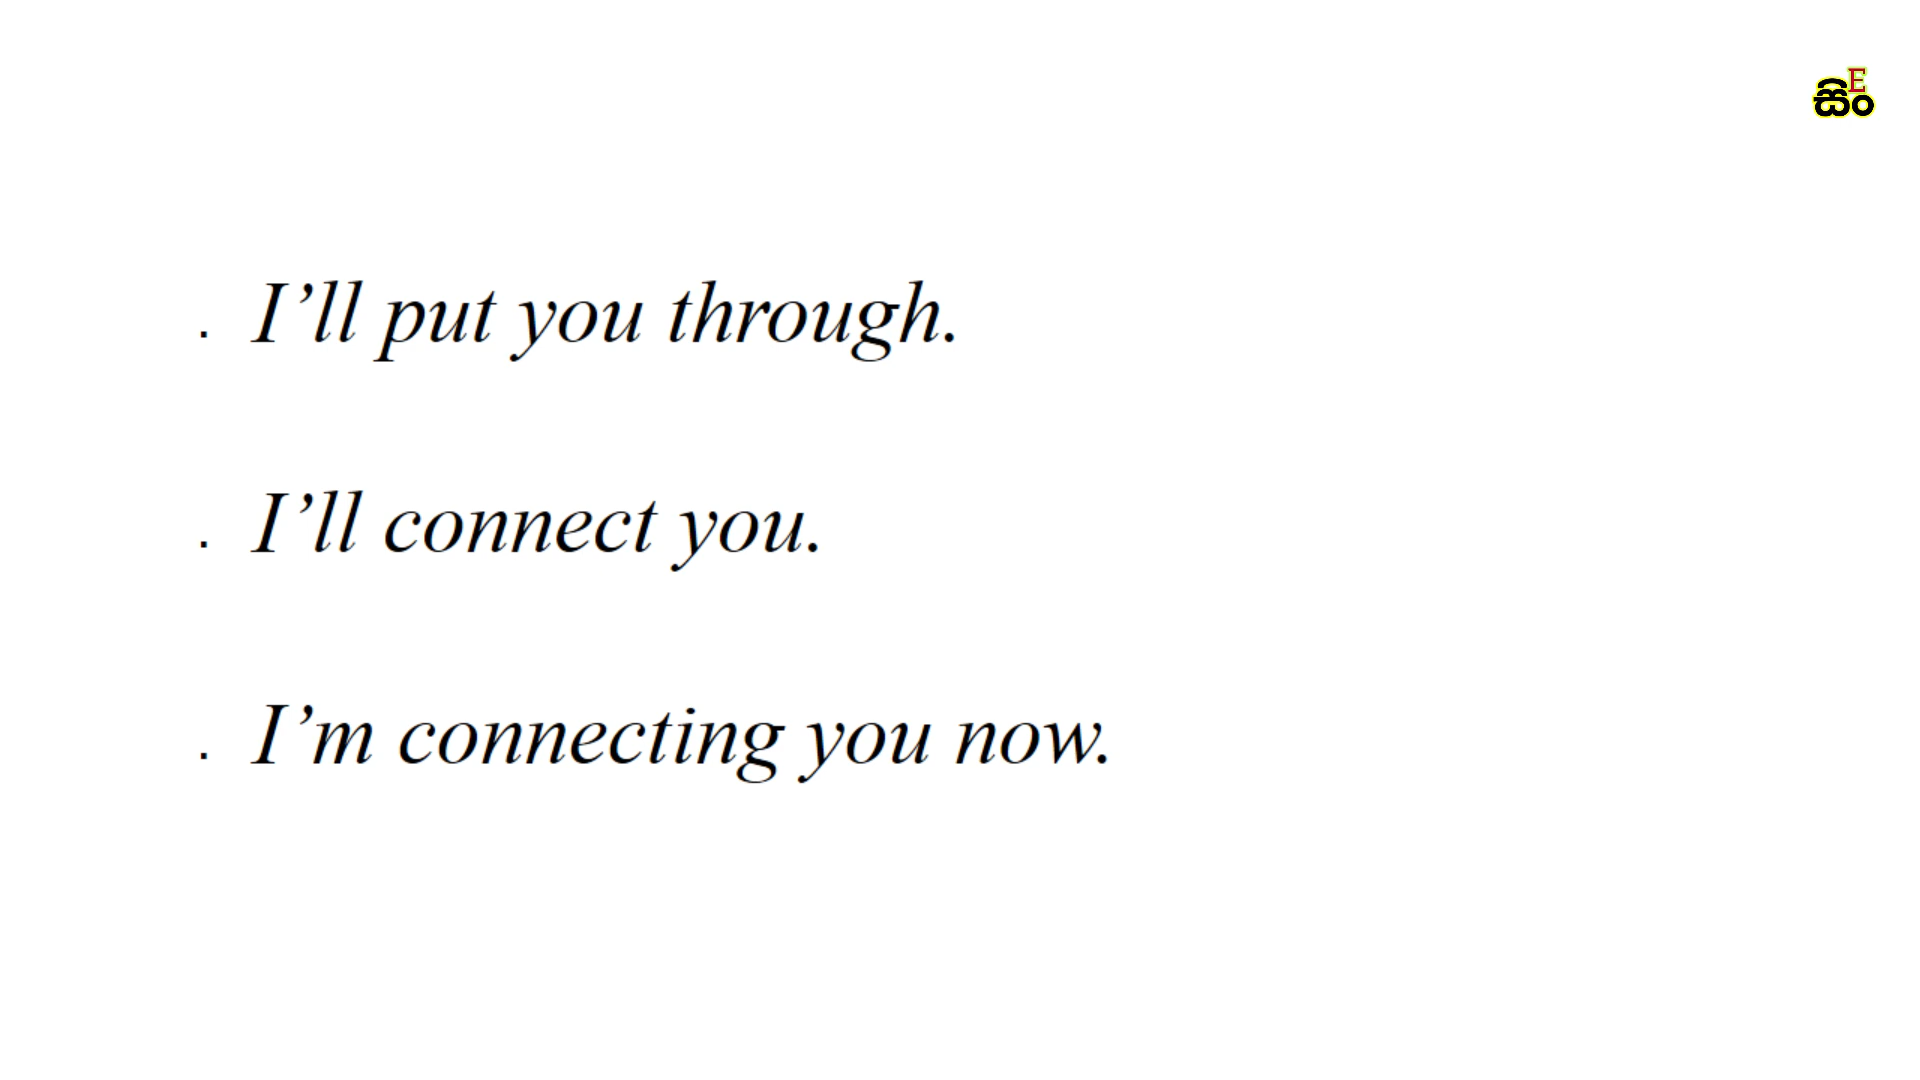 සිං E
. I’ll put you through.
. I’ll connect you.
. I’m connecting you now.